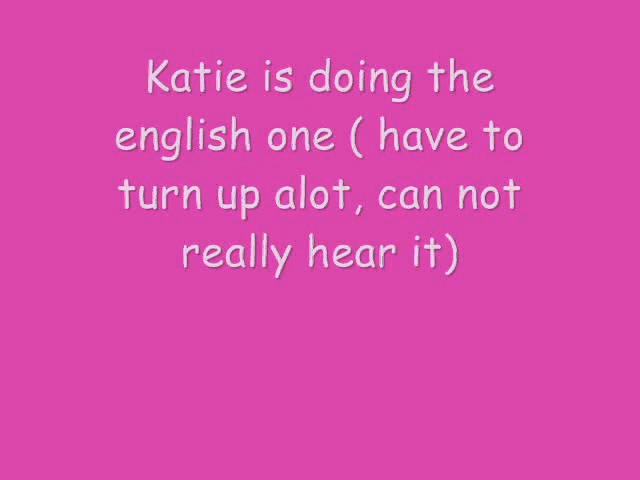 Katie is doing the
english one ( have to
turn up alot, can not
really hear it)